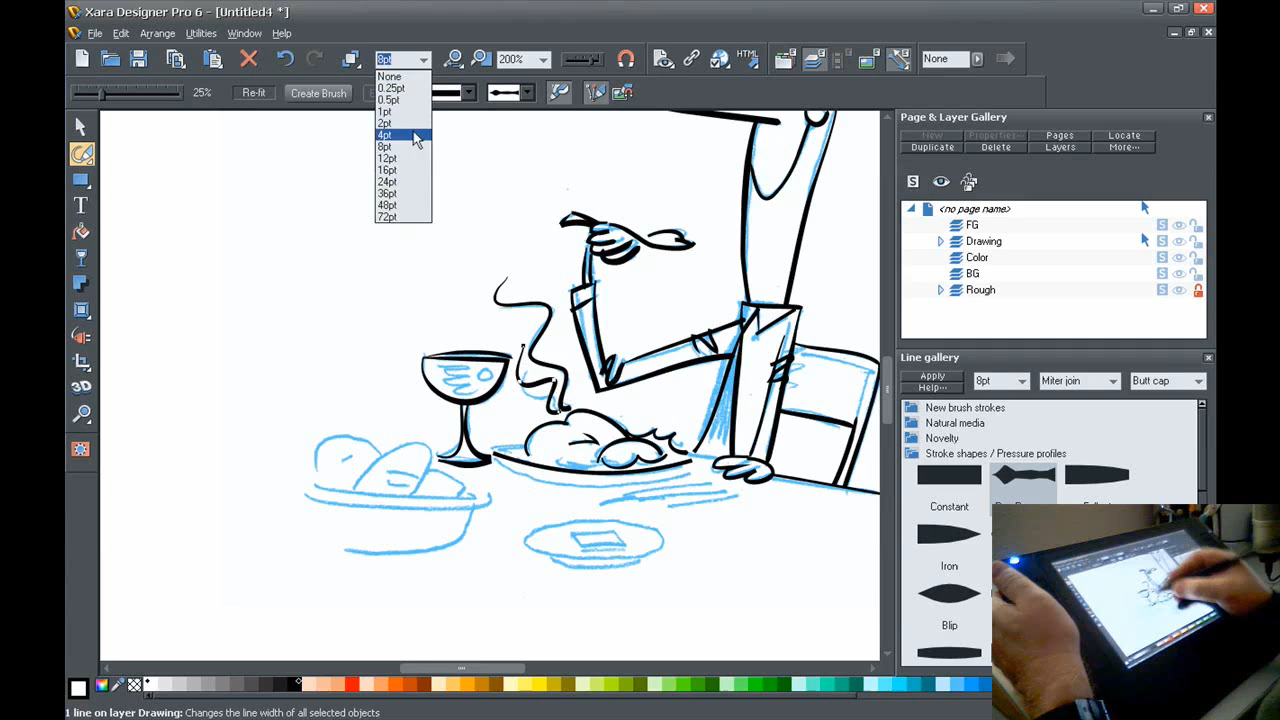 Xara Designer Pro 6 - [Untitled4 *]
File Edit Arrange Utilities Window Help
8pt 200% HTML None
25% Re-fit Create Brush
None
0.25pt
0.5pt
1pt
2pt
4pt
8pt
12pt
16pt
24pt
36pt
48pt
72pt
T
3D
Page & Layer Gallery
New Properties... Pages Locate
Duplicate Delete Layers More...
S
<no page name>
FG S
Drawing S
Color S
BG S
Rough S
Line gallery
Apply 8pt Miter join Butt cap
Help...
New brush strokes
Natural media
Novelty
Stroke shapes / Pressure profiles
Constant
Iron
Blip
1 line on layer Drawing: Changes the line width of all selected objects